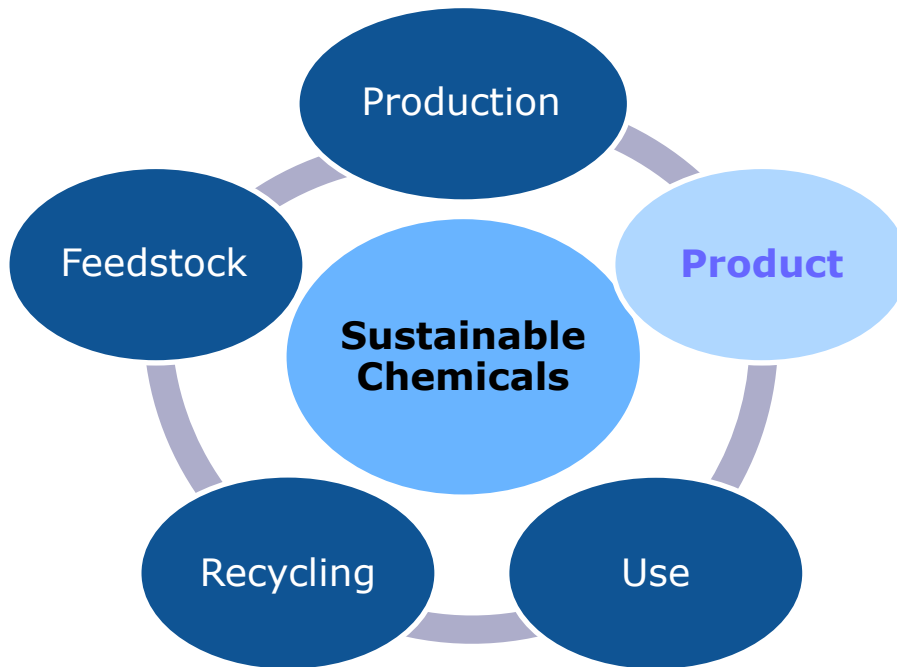 Production
Feedstock
Product
Sustainable
Chemicals
Recycling
Use